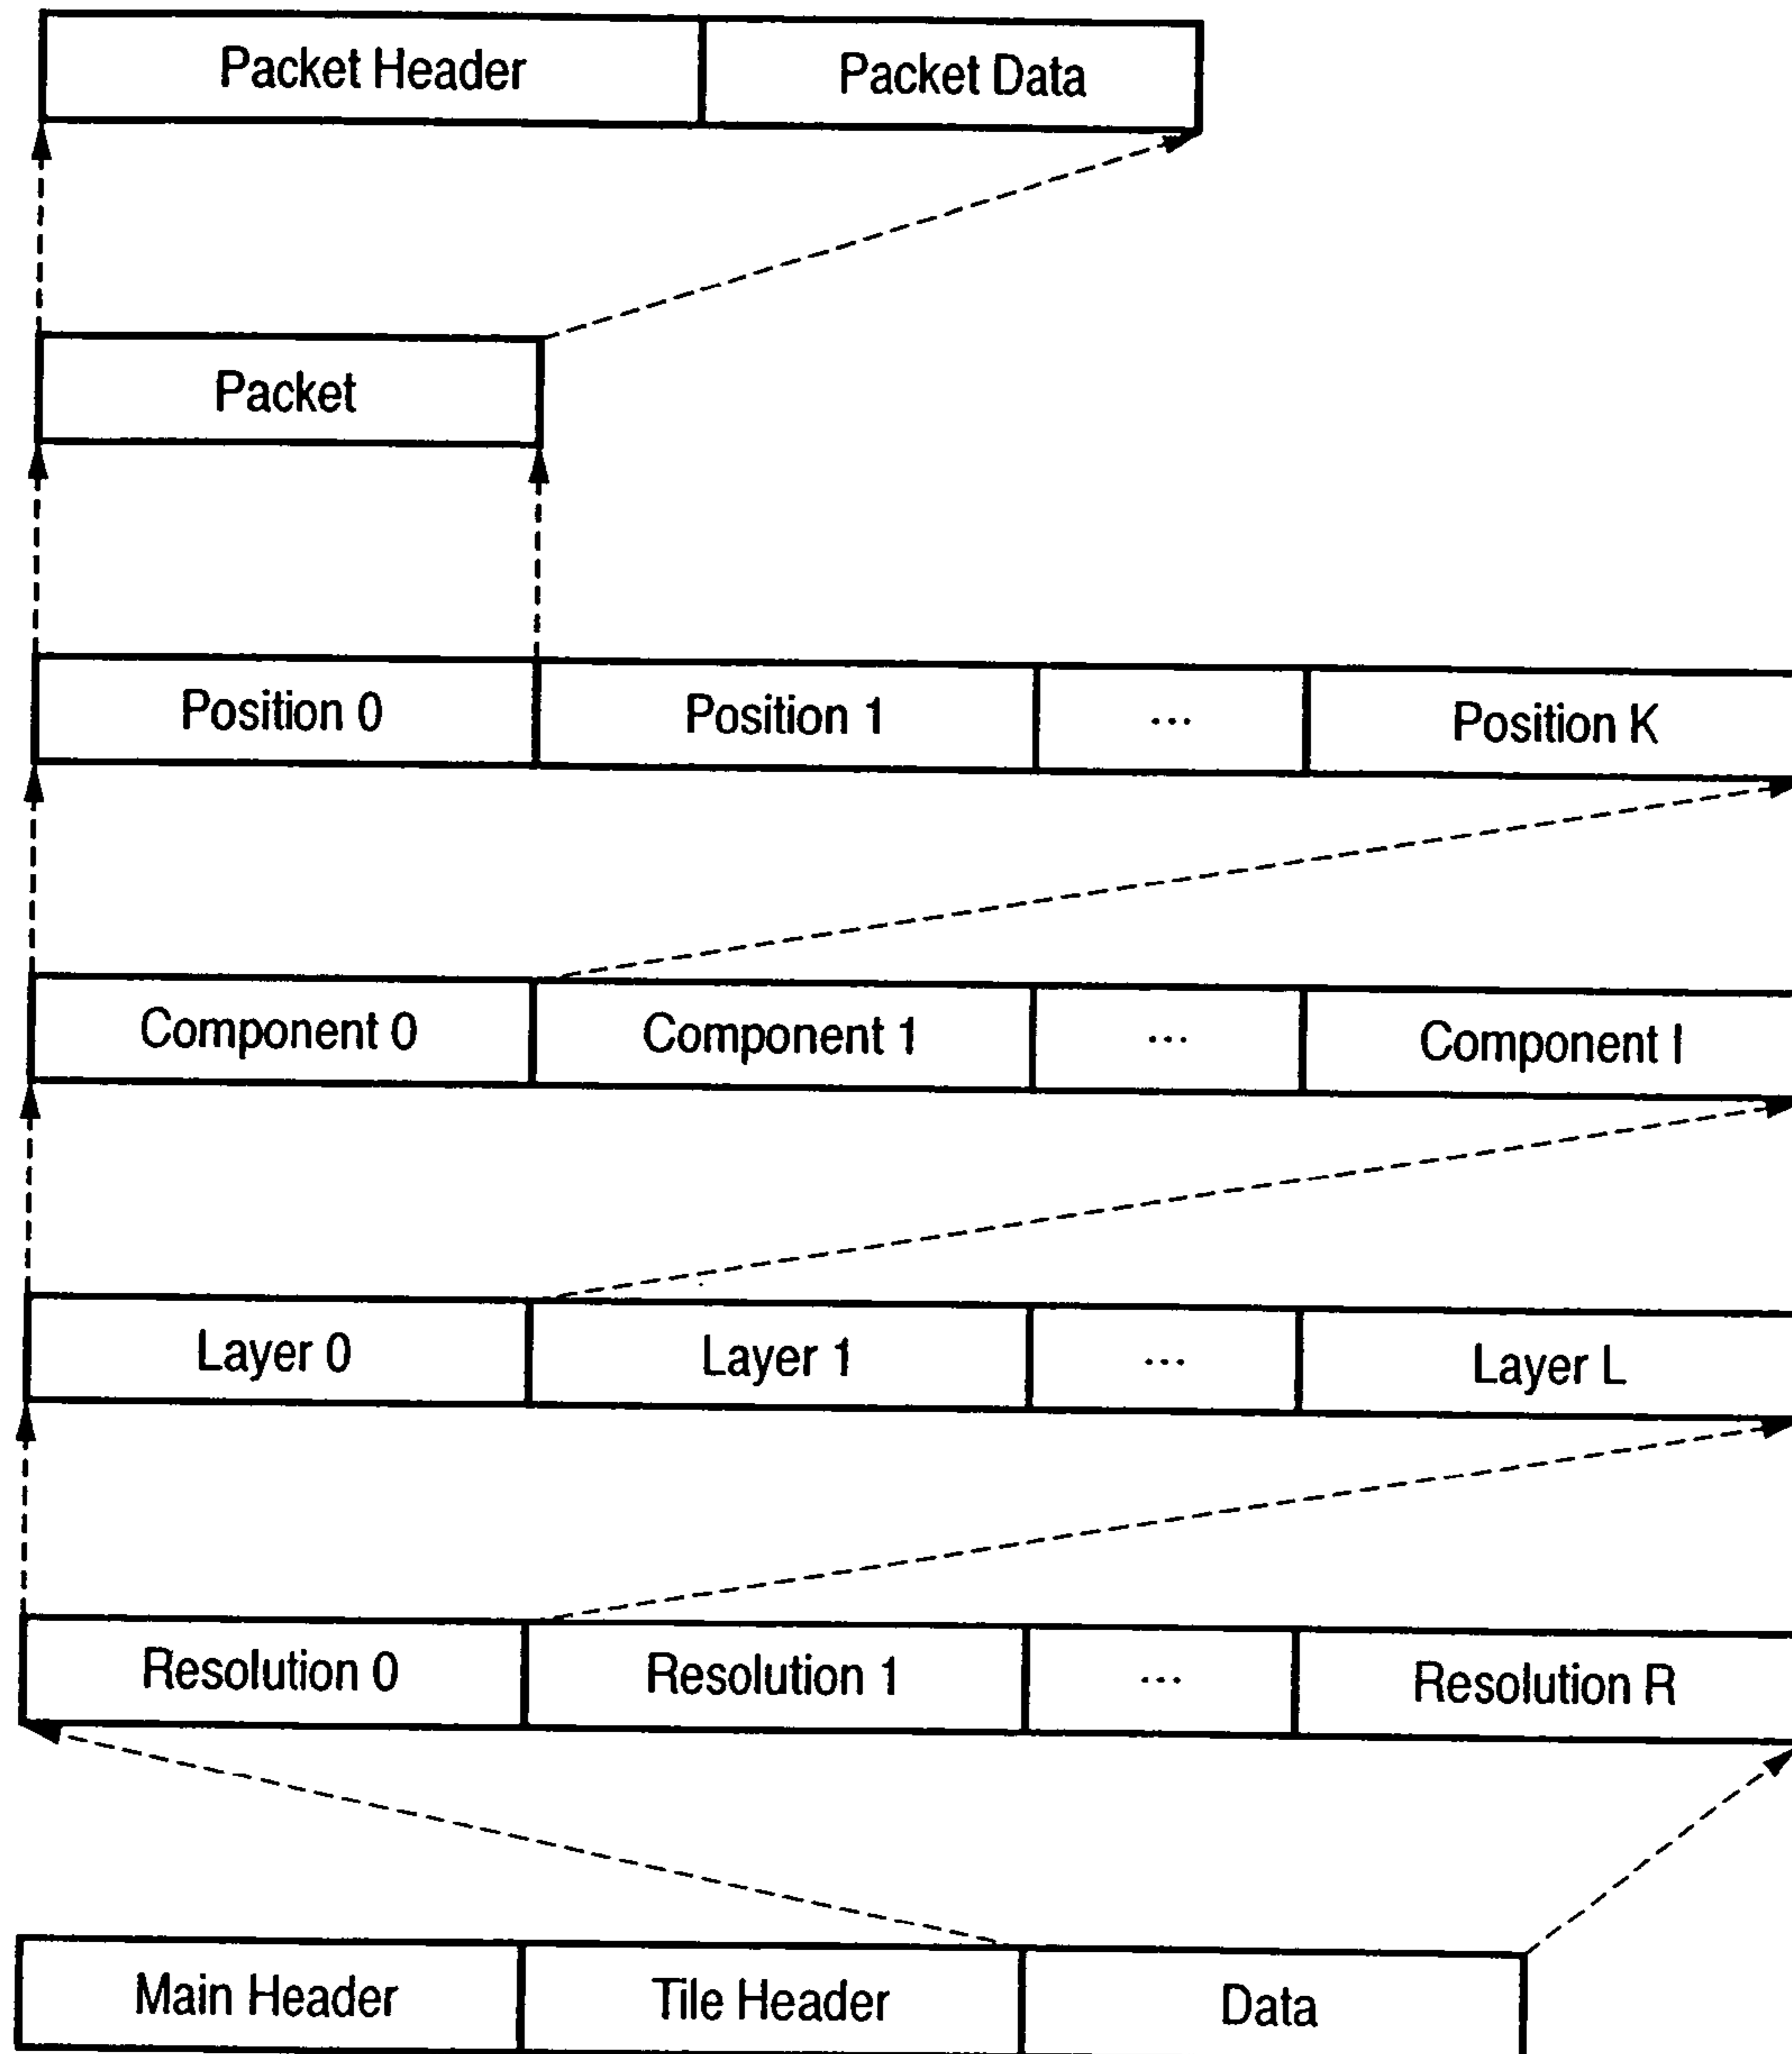 Packet Header Packet Data
Packet
Position 0 Position 1 ... Position K
Component 0 Component 1 ... Component I
Layer 0 Layer 1 ... Layer L
Resolution 0 Resolution 1 ... Resolution R
Main Header Tile Header Data